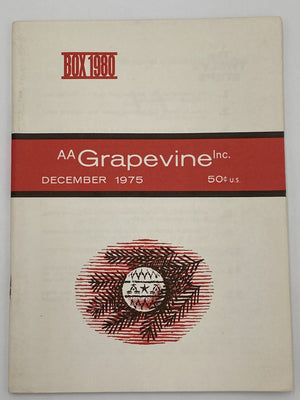 BOX 1980
AA Grapevine Inc.
DECEMBER 1975 50¢ U.S.